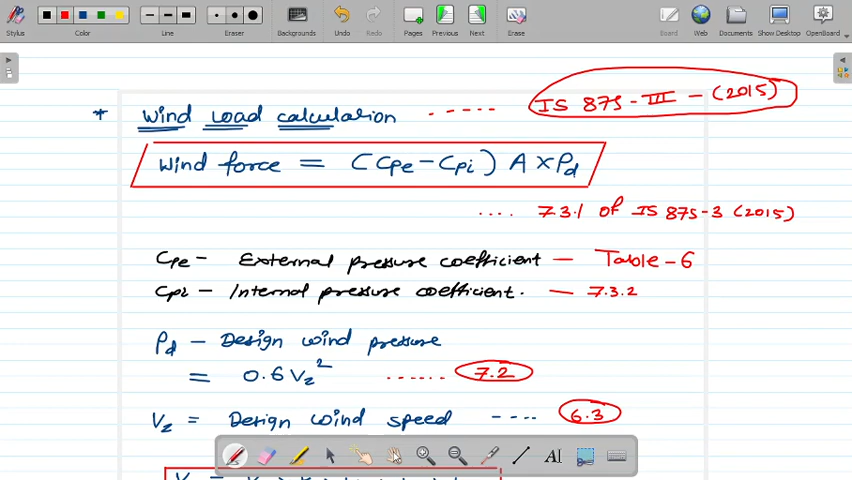 Stylus Color Line Eraser Backgrounds Undo Redo Pages Previous Next Erase Board Web Documents Show Desktop OpenBoard
* Wind Load calculation ..... IS 875-III-(2015)
Wind force = (Cpe-Cpi) A x Pd
.... 7.3.1 of IS 875-3 (2015)
Cpe - External pressure coefficient - Table-6
Cpi - Internal pressure coefficient. - 7.3.2
Pd - Design wind pressure
= 0.6 Vz² ...... 7.2
Vz = Design wind speed ---- 6.3